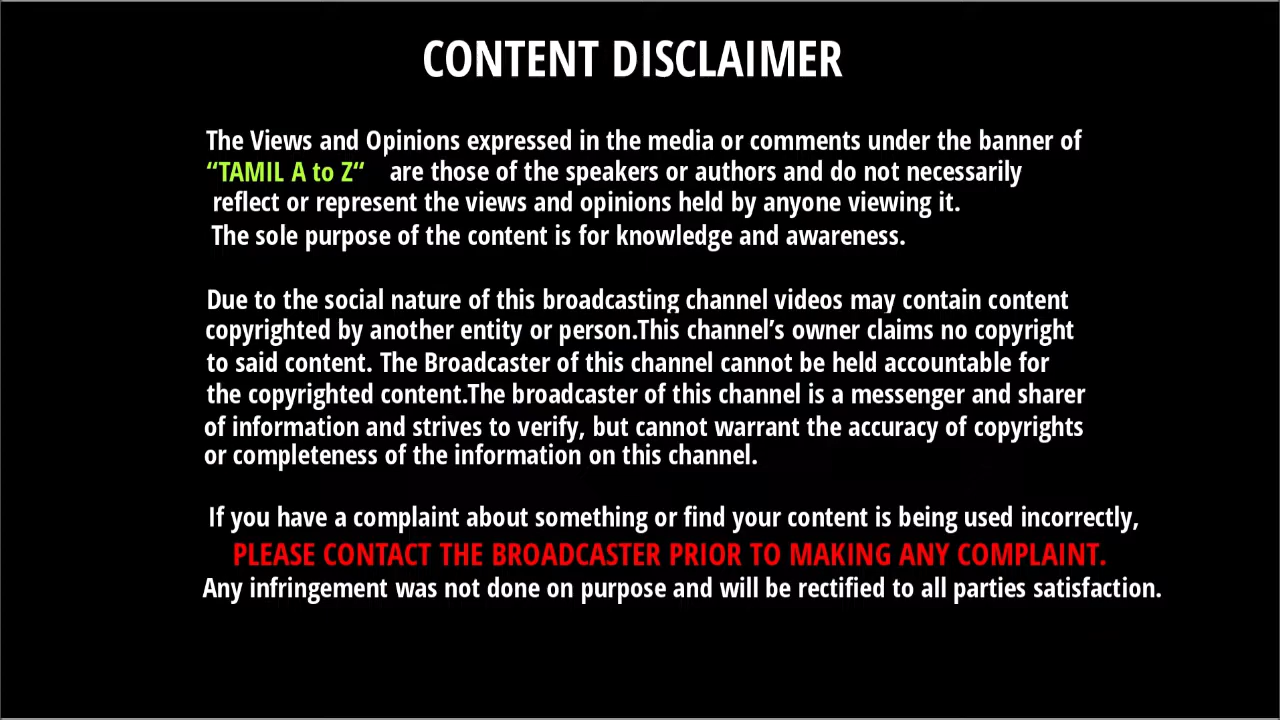 CONTENT DISCLAIMER
The Views and Opinions expressed in the media or comments under the banner of
“TAMIL A to Z“ are those of the speakers or authors and do not necessarily
reflect or represent the views and opinions held by anyone viewing it.
The sole purpose of the content is for knowledge and awareness.
Due to the social nature of this broadcasting channel videos may contain content
copyrighted by another entity or person.This channel’s owner claims no copyright
to said content. The Broadcaster of this channel cannot be held accountable for
the copyrighted content.The broadcaster of this channel is a messenger and sharer
of information and strives to verify, but cannot warrant the accuracy of copyrights
or completeness of the information on this channel.
If you have a complaint about something or find your content is being used incorrectly,
PLEASE CONTACT THE BROADCASTER PRIOR TO MAKING ANY COMPLAINT.
Any infringement was not done on purpose and will be rectified to all parties satisfaction.